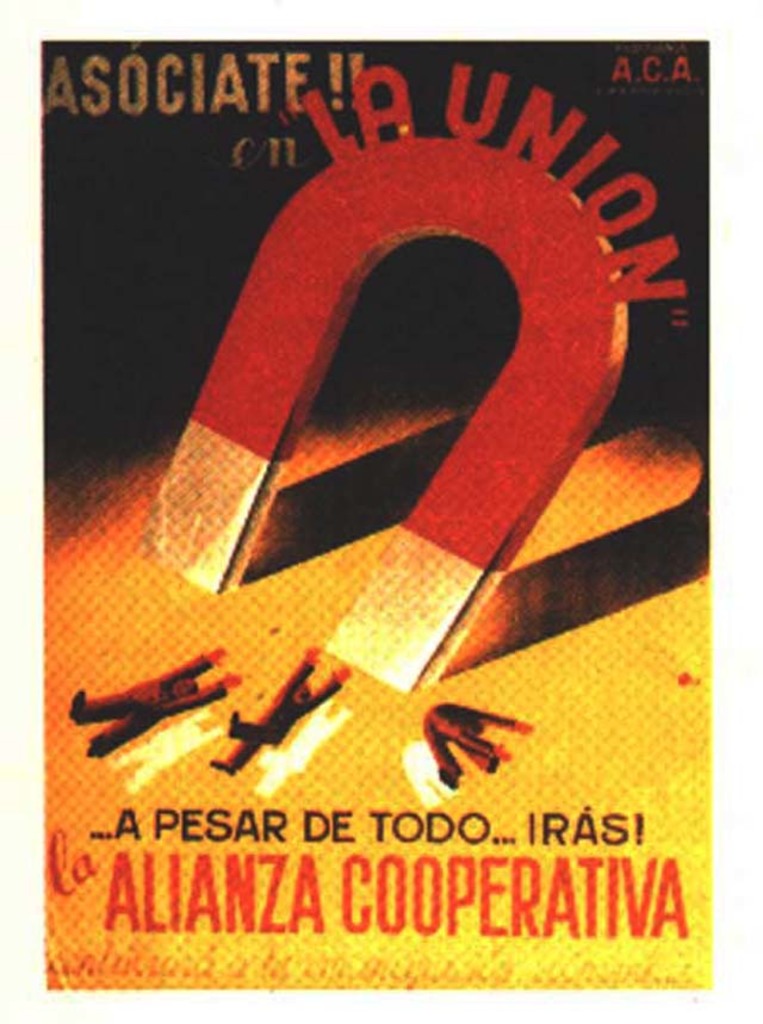 ASÓCIATE!!
en "LA UNION"
A.C.A.
...A PESAR DE TODO... IRÁS!
la ALIANZA COOPERATIVA